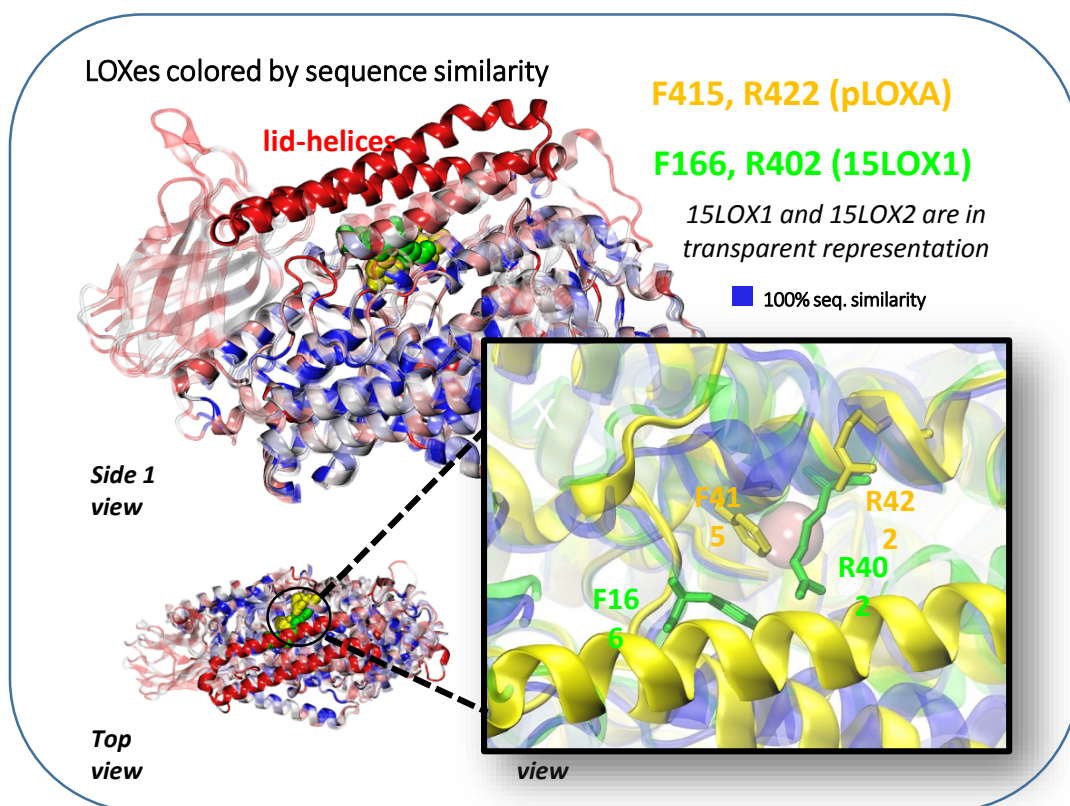 LOXes colored by sequence similarity
lid-helices
F415, R422 (pLOXA)
F166, R402 (15LOX1)
15LOX1 and 15LOX2 are in
transparent representation
100% seq. similarity
Side 1
view
X
F41
5
R42
2
R40
2
F16
6
Top
view
view